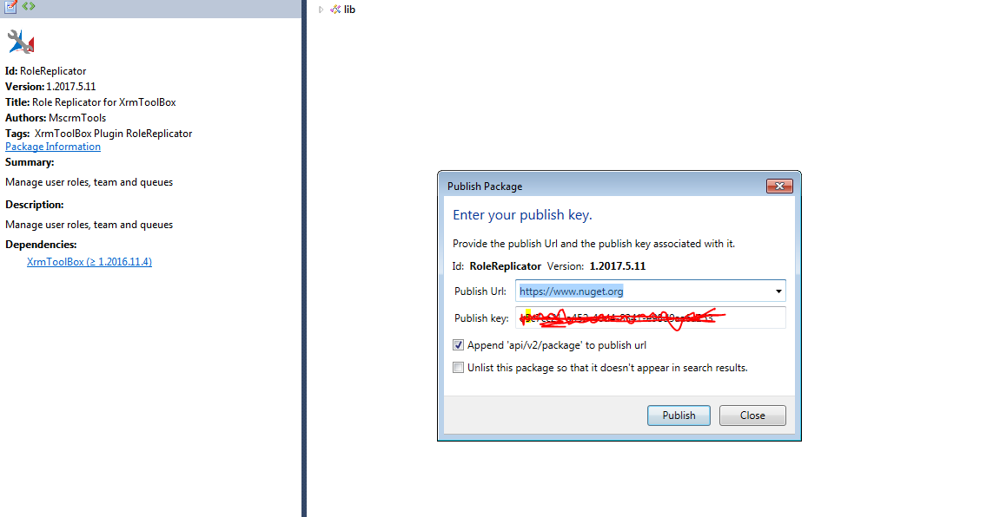 lib
Id: RoleReplicator
Version: 1.2017.5.11
Title: Role Replicator for XrmToolBox
Authors: MscrmTools
Tags: XrmToolBox Plugin RoleReplicator
Package Information
Summary:
Manage user roles, team and queues
Description:
Manage user roles, team and queues
Dependencies:
XrmToolBox (≥ 1.2016.11.4)
Publish Package
Enter your publish key.
Provide the publish Url and the publish key associated with it.
Id: RoleReplicator Version: 1.2017.5.11
Publish Url: https://www.nuget.org
Publish key:
Append 'api/v2/package' to publish url
Unlist this package so that it doesn't appear in search results.
Publish Close